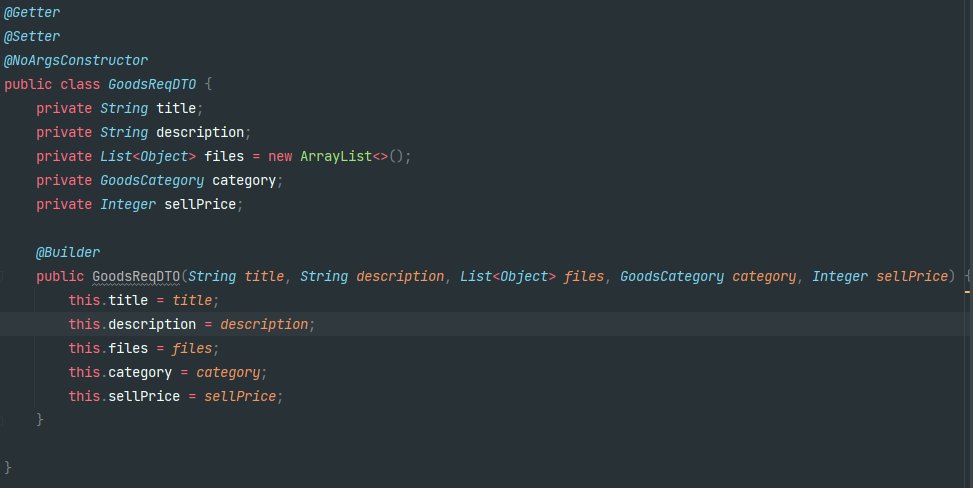 @Getter
@Setter
@NoArgsConstructor
public class GoodsReqDTO {
    private String title;
    private String description;
    private List<Object> files = new ArrayList<>();
    private GoodsCategory category;
    private Integer sellPrice;

    @Builder
    public GoodsReqDTO(String title, String description, List<Object> files, GoodsCategory category, Integer sellPrice) {
        this.title = title;
        this.description = description;
        this.files = files;
        this.category = category;
        this.sellPrice = sellPrice;
    }

}